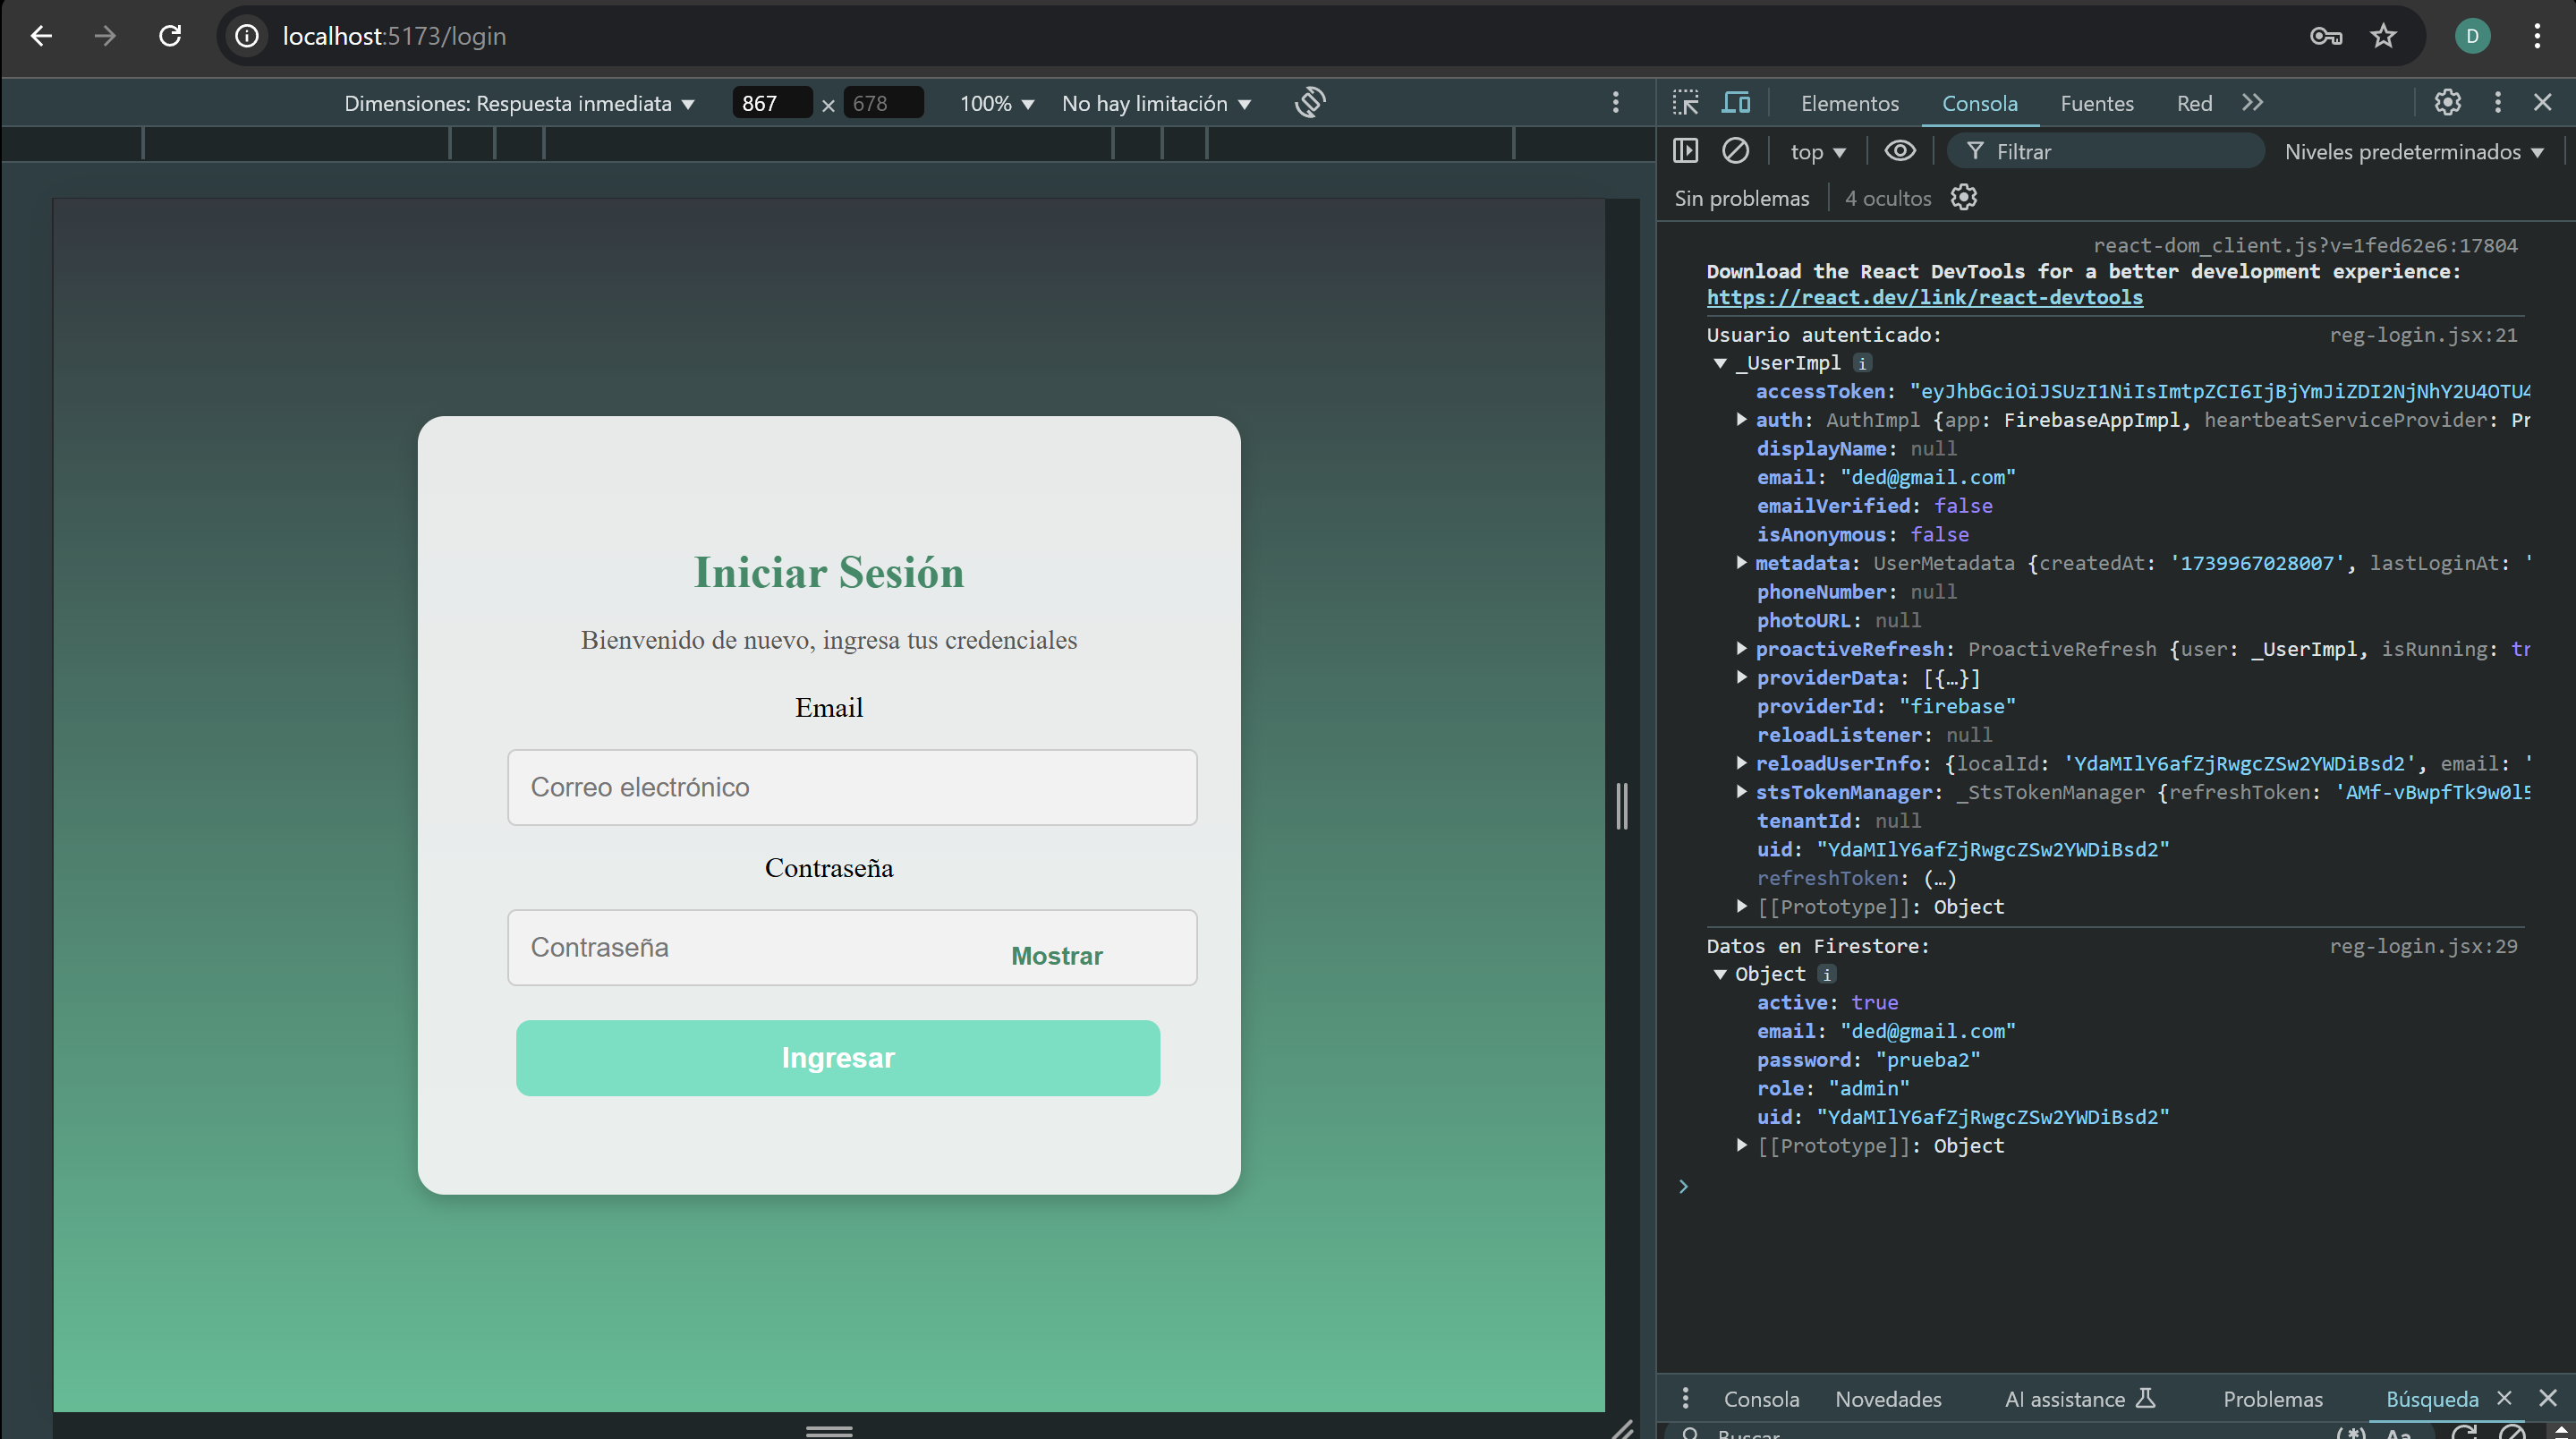 localhost:5173/login
D
Dimensiones: Respuesta inmediata
867 × 678
100%
No hay limitación
Elementos
Consola
Fuentes
Red
top
Filtrar
Niveles predeterminados
Sin problemas
4 ocultos
Iniciar Sesión
Bienvenido de nuevo, ingresa tus credenciales
Email
Correo electrónico
Contraseña
Contraseña
Mostrar
Ingresar
react-dom_client.js?v=1fed62e6:17804
Download the React DevTools for a better development experience:
https://react.dev/link/react-devtools
Usuario autenticado: reg-login.jsx:21
_UserImpl i
accessToken: "eyJhbGciOiJSUzI1NiIsImtpZCI6IjBjYmJiZDI2NjNhY2U4OTU4
auth: AuthImpl {app: FirebaseAppImpl, heartbeatServiceProvider: Pr
displayName: null
email: "ded@gmail.com"
emailVerified: false
isAnonymous: false
metadata: UserMetadata {createdAt: '1739967028007', lastLoginAt: '
phoneNumber: null
photoURL: null
proactiveRefresh: ProactiveRefresh {user: _UserImpl, isRunning: tr
providerData: [{…}]
providerId: "firebase"
reloadListener: null
reloadUserInfo: {localId: 'YdaMIlY6afZjRwgcZSw2YWDiBsd2', email: '
stsTokenManager: _StsTokenManager {refreshToken: 'AMf-vBwpfTk9w0l5
tenantId: null
uid: "YdaMIlY6afZjRwgcZSw2YWDiBsd2"
refreshToken: (…)
[[Prototype]]: Object
Datos en Firestore: reg-login.jsx:29
Object i
active: true
email: "ded@gmail.com"
password: "prueba2"
role: "admin"
uid: "YdaMIlY6afZjRwgcZSw2YWDiBsd2"
[[Prototype]]: Object
Consola
Novedades
AI assistance
Problemas
Búsqueda
Buscar
(.*) Aa